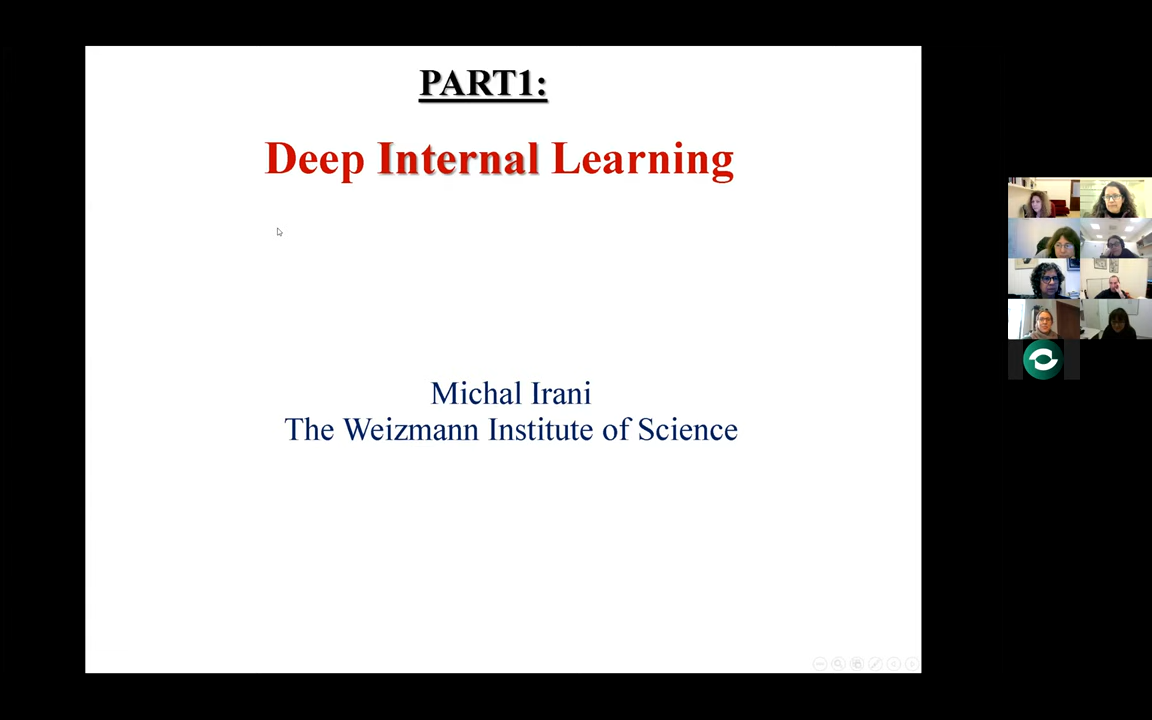 PART1:
Deep Internal Learning
Michal Irani
The Weizmann Institute of Science